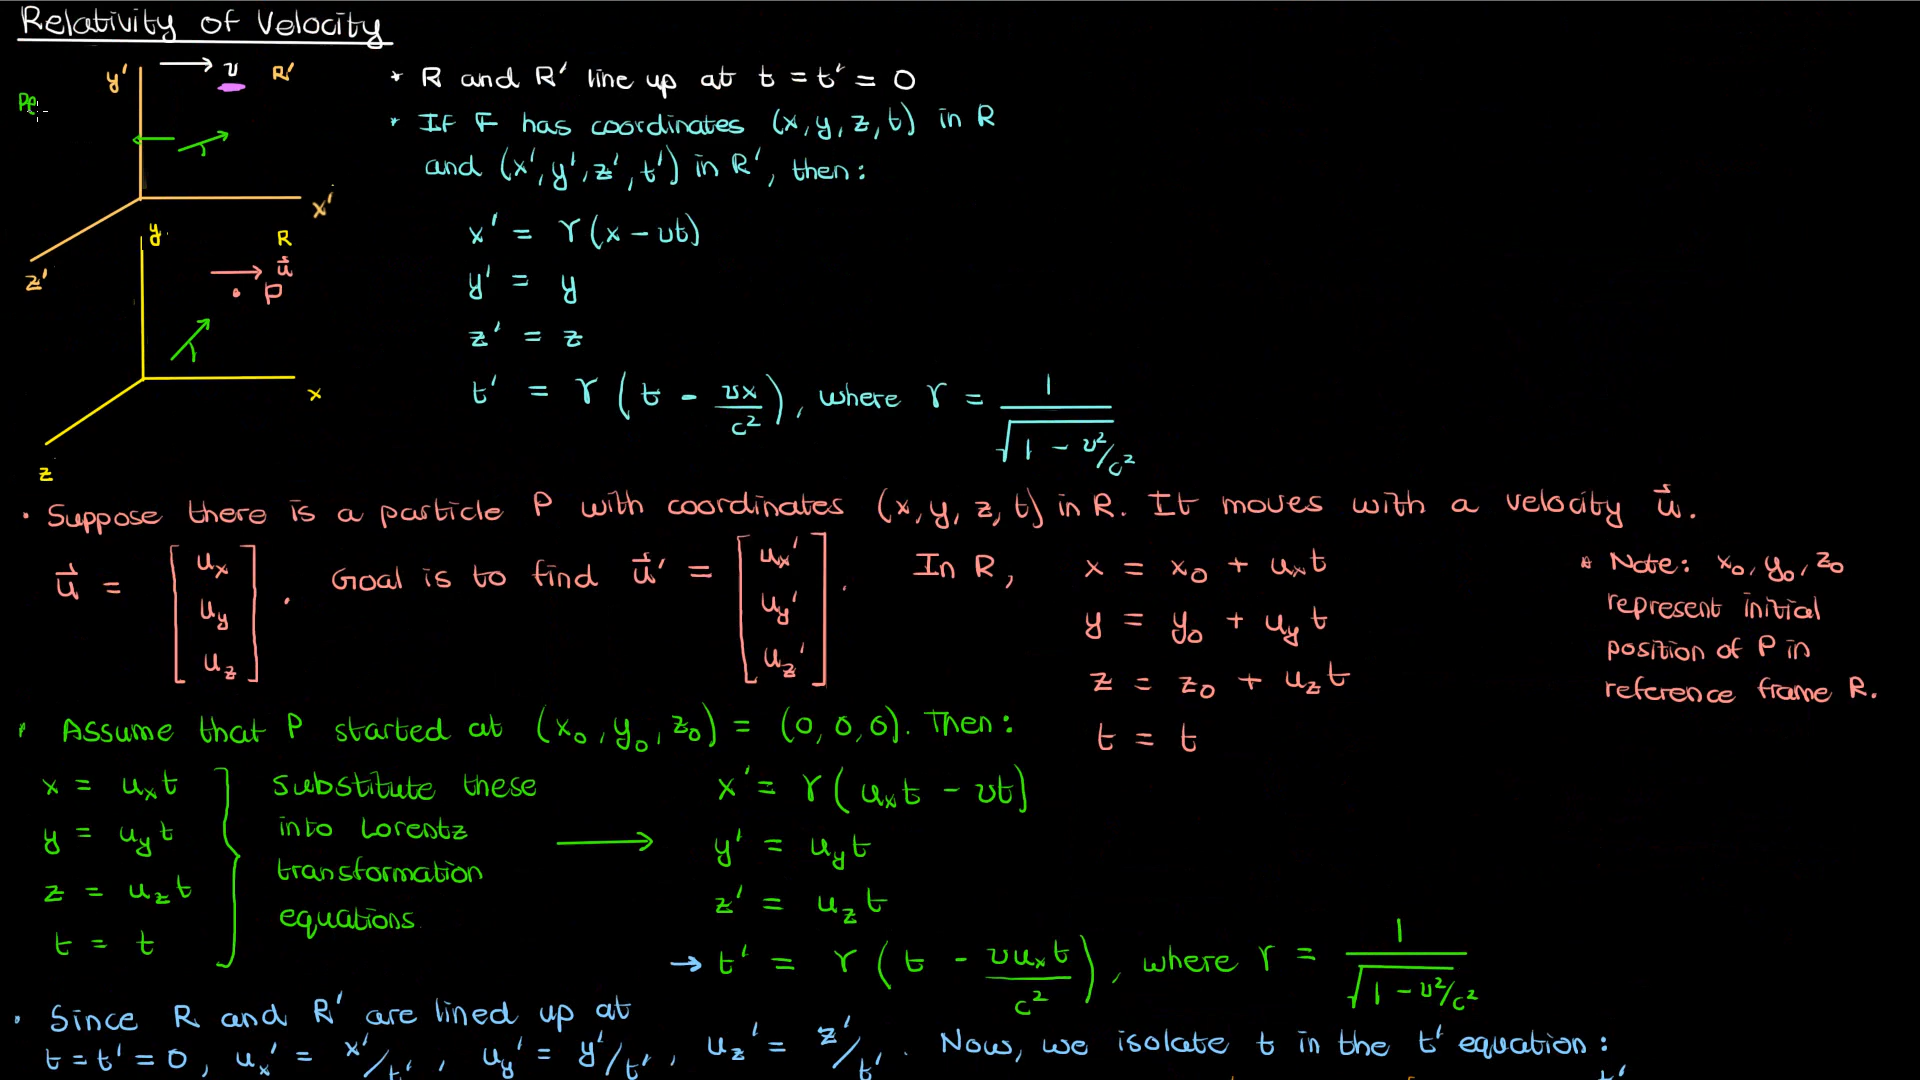 Relativity of Velocity
y' → v R'
Pe
x'
z'
y R
u⃗
P
x
z
* R and R' line up at t = t' = 0
* If F has coordinates (x, y, z, t) in R
and (x', y', z', t') in R', then:
x' = γ(x - vt)
y' = y
z' = z
t' = γ(t - vx/c²), where γ = 1/√(1 - v²/c²)
• Suppose there is a particle P with coordinates (x, y, z, t) in R. It moves with a velocity u⃗.
u⃗ = [ux uy uz]. Goal is to find u⃗' = [ux' uy' uz']. In R,
x = x₀ + uxt
y = y₀ + uyt
z = z₀ + uzt
t = t
* Note: x₀, y₀, z₀
represent initial
position of P in
reference frame R.
• Assume that P started at (x₀, y₀, z₀) = (0, 0, 0). Then:
x = uxt
y = uyt
z = uzt
t = t
Substitute these
into Lorentz
transformation
equations.
→
x' = γ(uxt - vt)
y' = uyt
z' = uzt
→ t' = γ(t - vuxt/c²), where γ = 1/√(1 - v²/c²)
• Since R and R' are lined up at
t = t' = 0, ux' = x'/t', uy' = y'/t', uz' = z'/t'. Now, we isolate t in the t' equation: